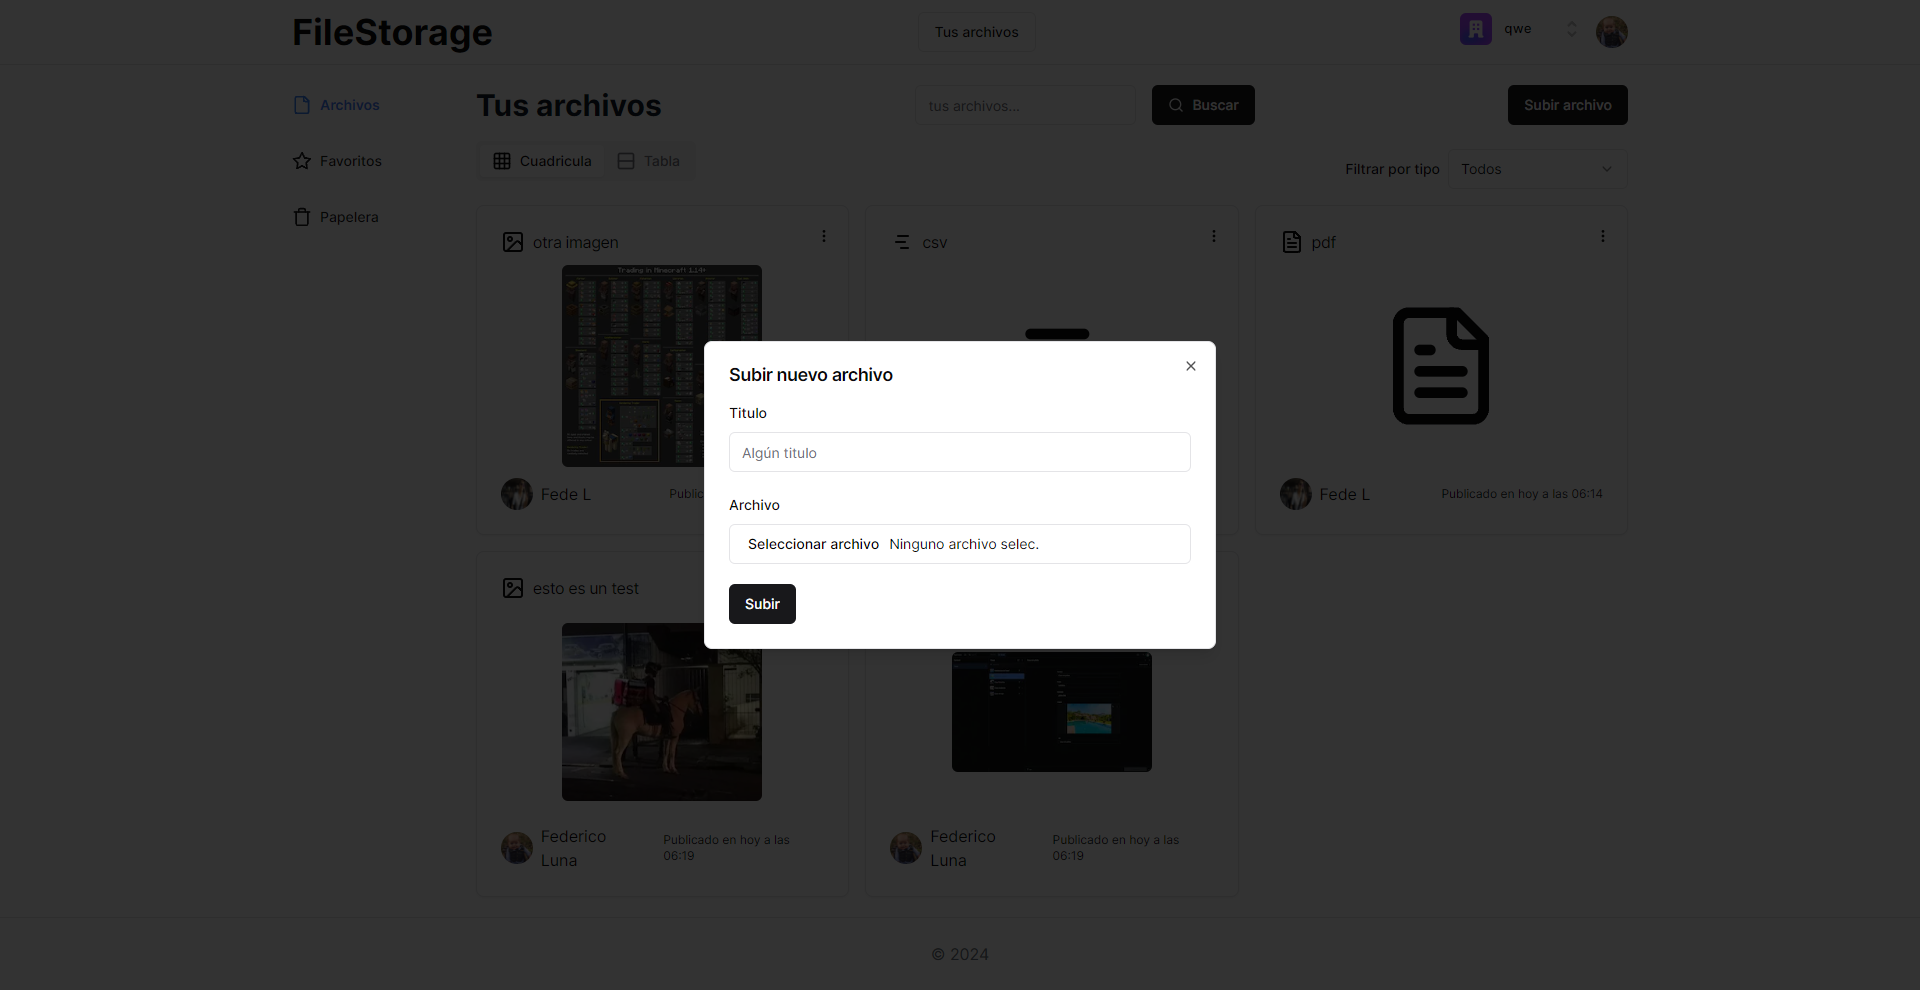 FileStorage
Tus archivos
qwe
Archivos
Favoritos
Papelera
Tus archivos
tus archivos...
Buscar
Subir archivo
Cuadricula
Tabla
Filtrar por tipo
Todos
otra imagen
csv
pdf
Trading in Minecraft 1.14+
Subir nuevo archivo
Titulo
Algún titulo
Archivo
Seleccionar archivo Ninguno archivo selec.
Subir
Fede L
Public
Fede L
Publicado en hoy a las 06:14
esto es un test
Federico
Luna
Publicado en hoy a las
06:19
Federico
Luna
Publicado en hoy a las
06:19
© 2024